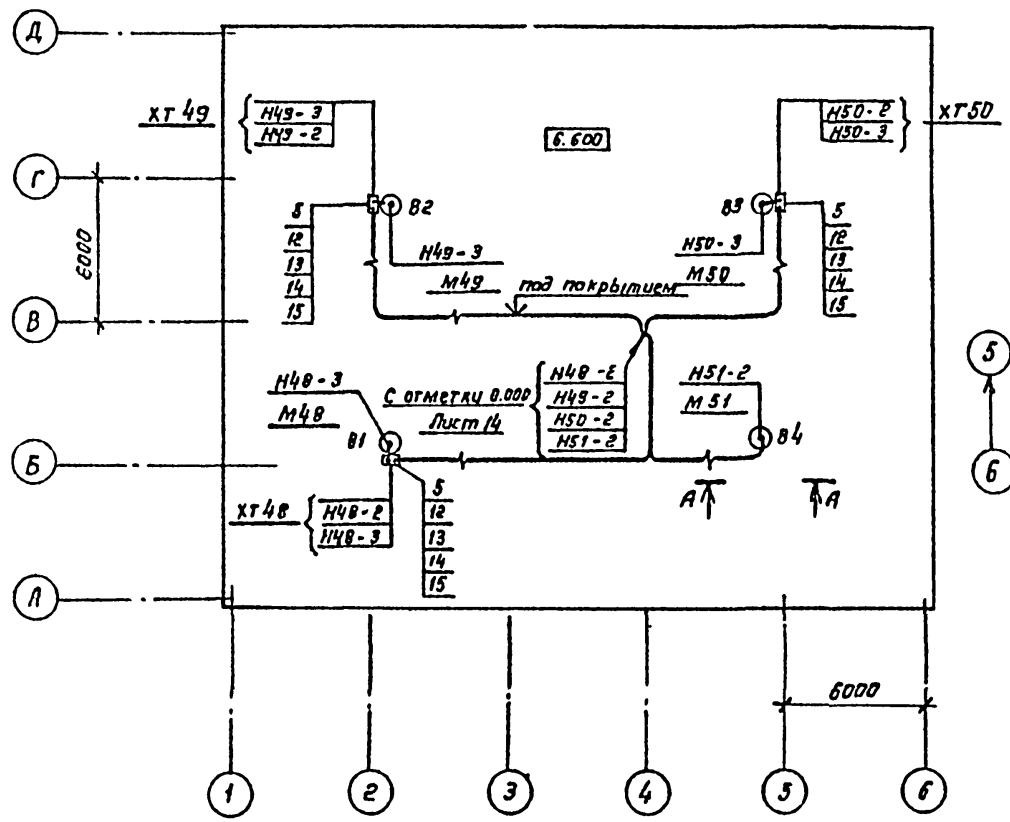 Д
ХТ 49
Н49-3
Н49-2
6.600
Н50-2
Н50-3
ХТ50
Г
6000
5
12
13
14
15
В2
Н49-3
М49
под покрытием
В3
Н50-3
М50
5
12
13
14
15
В
Н48-3
М48
В1
С отметки 0.000
Лист 14
Н48-2
Н49-2
Н50-2
Н51-2
Н51-2
М51
В4
5
6
Б
ХТ48
Н48-2
Н48-3
5
12
13
14
15
А
А
Л
6000
1
2
3
4
5
6